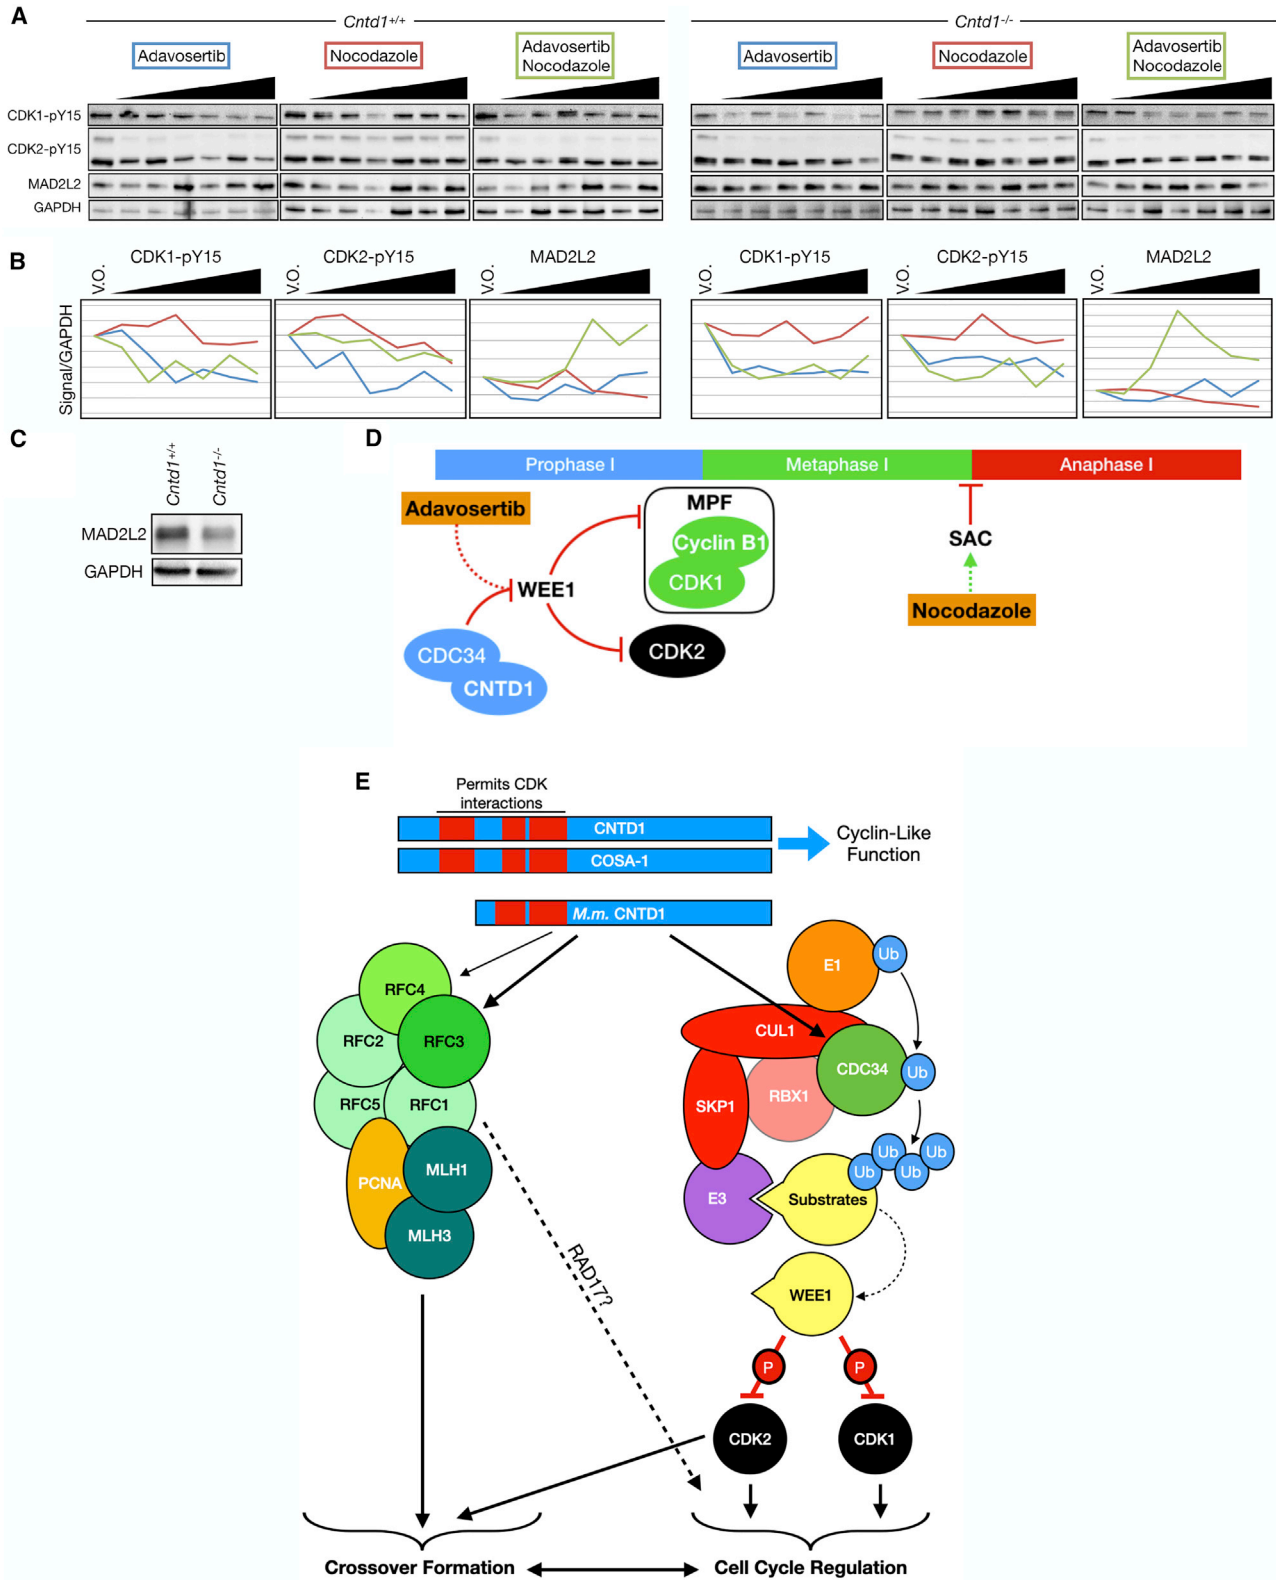 A
Cntd1+/+
Cntd1-/-
Adavosertib
Nocodazole
Adavosertib
Nocodazole
Adavosertib
Nocodazole
Adavosertib
Nocodazole
CDK1-pY15
CDK2-pY15
MAD2L2
GAPDH
B
V.O.
CDK1-pY15
V.O.
CDK2-pY15
V.O.
MAD2L2
V.O.
CDK1-pY15
V.O.
CDK2-pY15
V.O.
MAD2L2
Signal/GAPDH
C
Cntd1+/+
Cntd1-/-
MAD2L2
GAPDH
D
Prophase I
Metaphase I
Anaphase I
Adavosertib
MPF
Cyclin B1
CDK1
WEE1
SAC
Nocodazole
CDC34
CNTD1
CDK2
E
Permits CDK
interactions
CNTD1
COSA-1
Cyclin-Like
Function
M.m. CNTD1
RFC4
RFC2
RFC3
RFC5
RFC1
PCNA
MLH1
MLH3
E1
Ub
CUL1
CDC34
Ub
RBX1
SKP1
Ub
Ub
Ub
Ub
E3
Substrates
RAD17?
WEE1
P
P
CDK2
CDK1
Crossover Formation
Cell Cycle Regulation